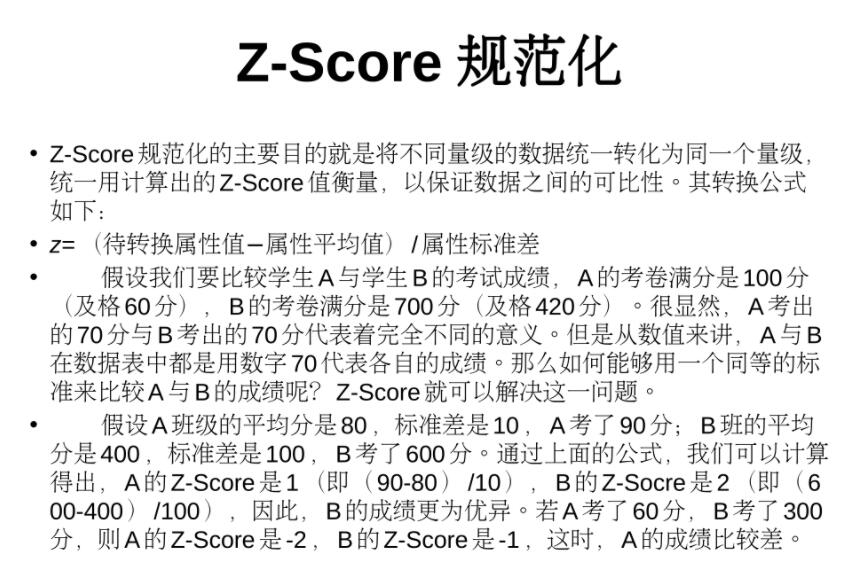 Z-Score 规范化
• Z-Score规范化的主要目的就是将不同量级的数据统一转化为同一个量级，
统一用计算出的Z-Score值衡量，以保证数据之间的可比性。其转换公式
如下：
• z=（待转换属性值−属性平均值）/属性标准差
• 假设我们要比较学生A与学生B的考试成绩，A的考卷满分是100分
（及格60分），B的考卷满分是700分（及格420分）。很显然，A考出
的70分与B考出的70分代表着完全不同的意义。但是从数值来讲，A与B
在数据表中都是用数字70代表各自的成绩。那么如何能够用一个同等的标
准来比较A与B的成绩呢？Z-Score就可以解决这一问题。
• 假设A班级的平均分是80，标准差是10，A考了90分；B班的平均
分是400，标准差是100，B考了600分。通过上面的公式，我们可以计算
得出，A的Z-Score是1（即（90-80）/10），B的Z-Socre是2（即（6
00-400）/100），因此，B的成绩更为优异。若A考了60分，B考了300
分，则A的Z-Score是-2，B的Z-Score是-1，这时，A的成绩比较差。